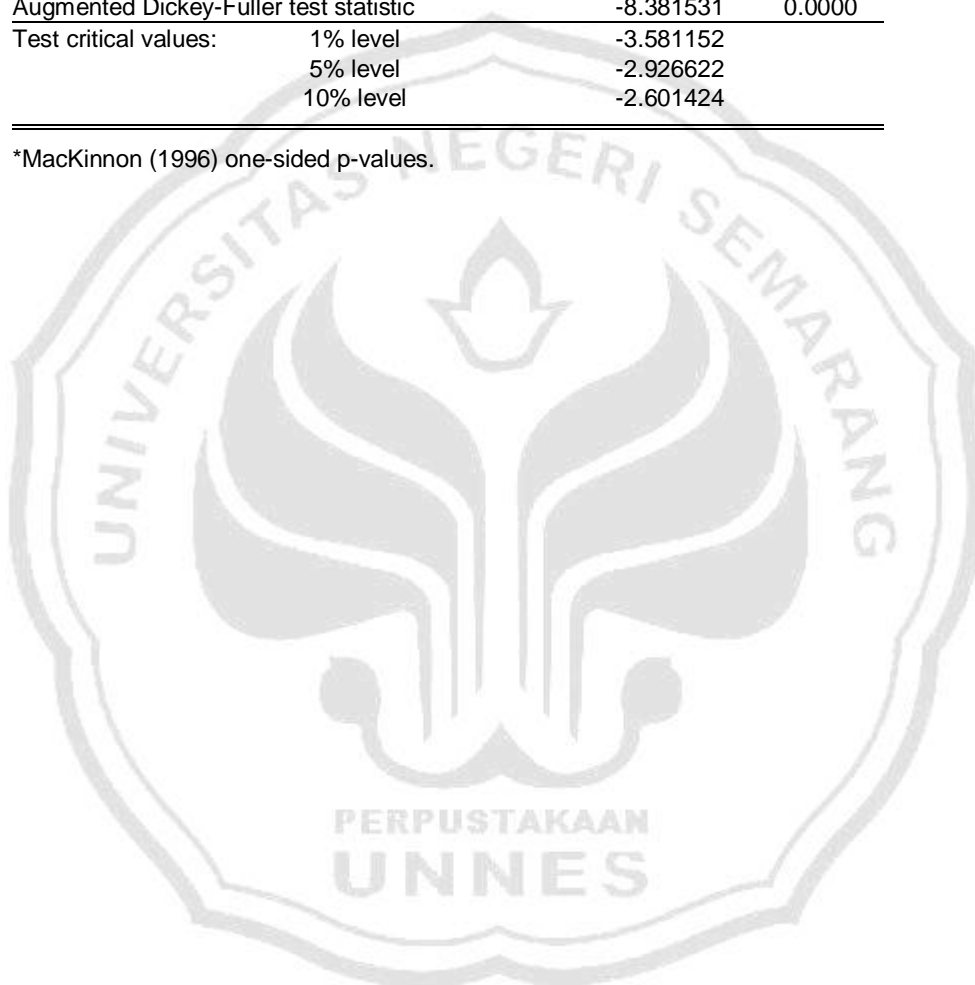 Augmented Dickey-Fuller test statistic -8.381531 0.0000
Test critical values: 1% level -3.581152
5% level -2.926622
10% level -2.601424
*MacKinnon (1996) one-sided p-values.
UNIVERSITAS NEGERI SEMARANG
PERPUSTAKAAN
UNNES